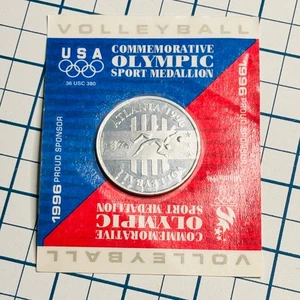 VOLLEYBALL
USA
36 USC 380
COMMEMORATIVE
OLYMPIC
SPORT MEDALLION
1996 PROUD SPONSOR
ATLANTA 1996
VOLLEYBALL
1996 PROUD SPONSOR
COMMEMORATIVE
OLYMPIC
SPORT MEDALLION
VOLLEYBALL